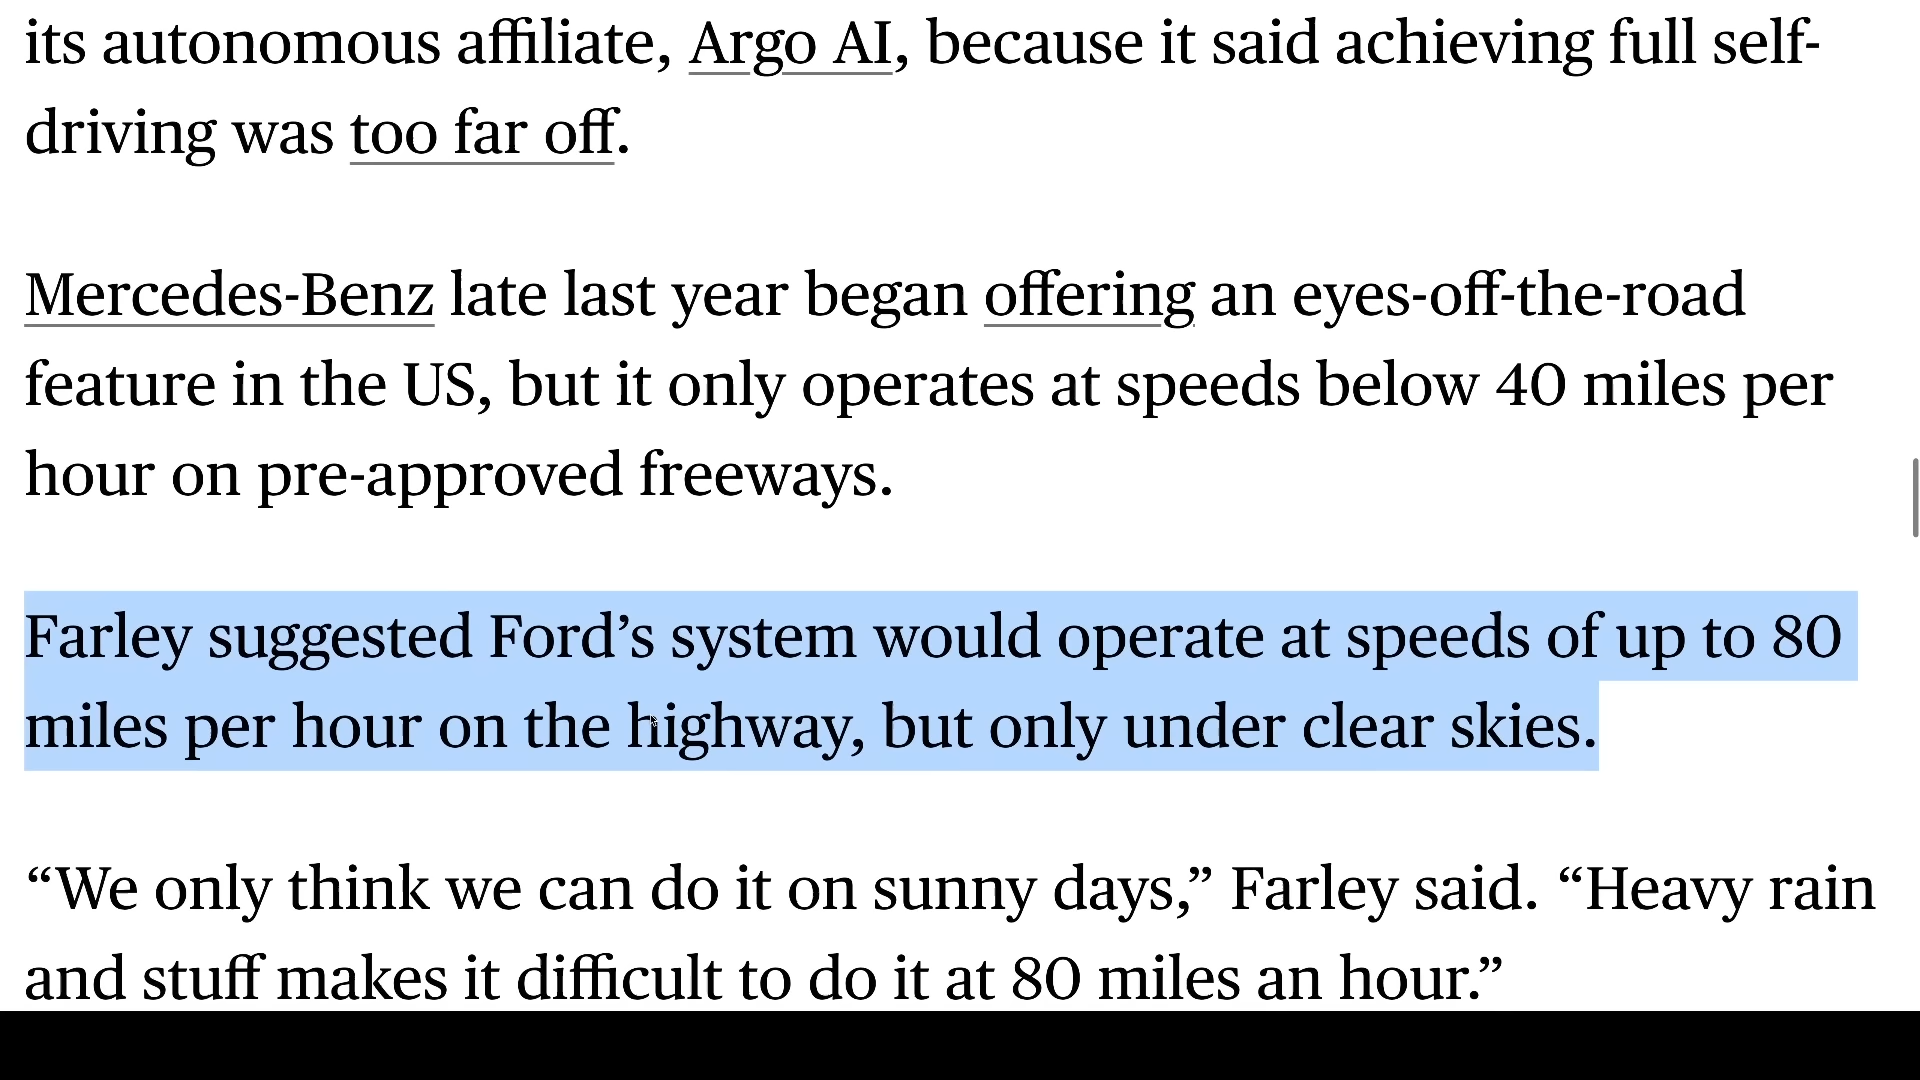 its autonomous affiliate, Argo AI, because it said achieving full self-
driving was too far off.
Mercedes-Benz late last year began offering an eyes-off-the-road
feature in the US, but it only operates at speeds below 40 miles per
hour on pre-approved freeways.
Farley suggested Ford’s system would operate at speeds of up to 80
miles per hour on the highway, but only under clear skies.
“We only think we can do it on sunny days,” Farley said. “Heavy rain
and stuff makes it difficult to do it at 80 miles an hour.”